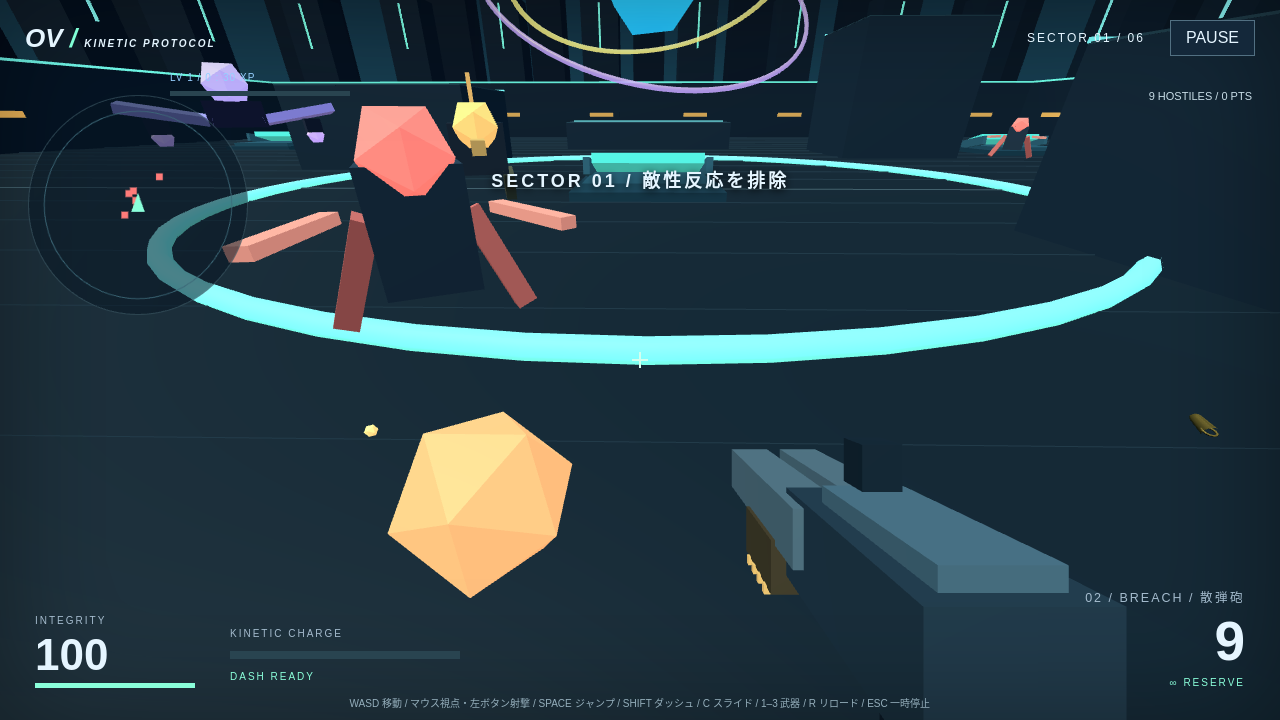 OV / KINETIC PROTOCOL
SECTOR 01 / 06
PAUSE
9 HOSTILES / 0 PTS
SECTOR 01 / 敵性反応を排除
INTEGRITY
100
KINETIC CHARGE
DASH READY
02 / BREACH / 散弾砲
9
∞ RESERVE
WASD 移動 / マウス視点・左ボタン射撃 / SPACE ジャンプ / SHIFT ダッシュ / C スライド / 1–3 武器 / R リロード / ESC 一時停止